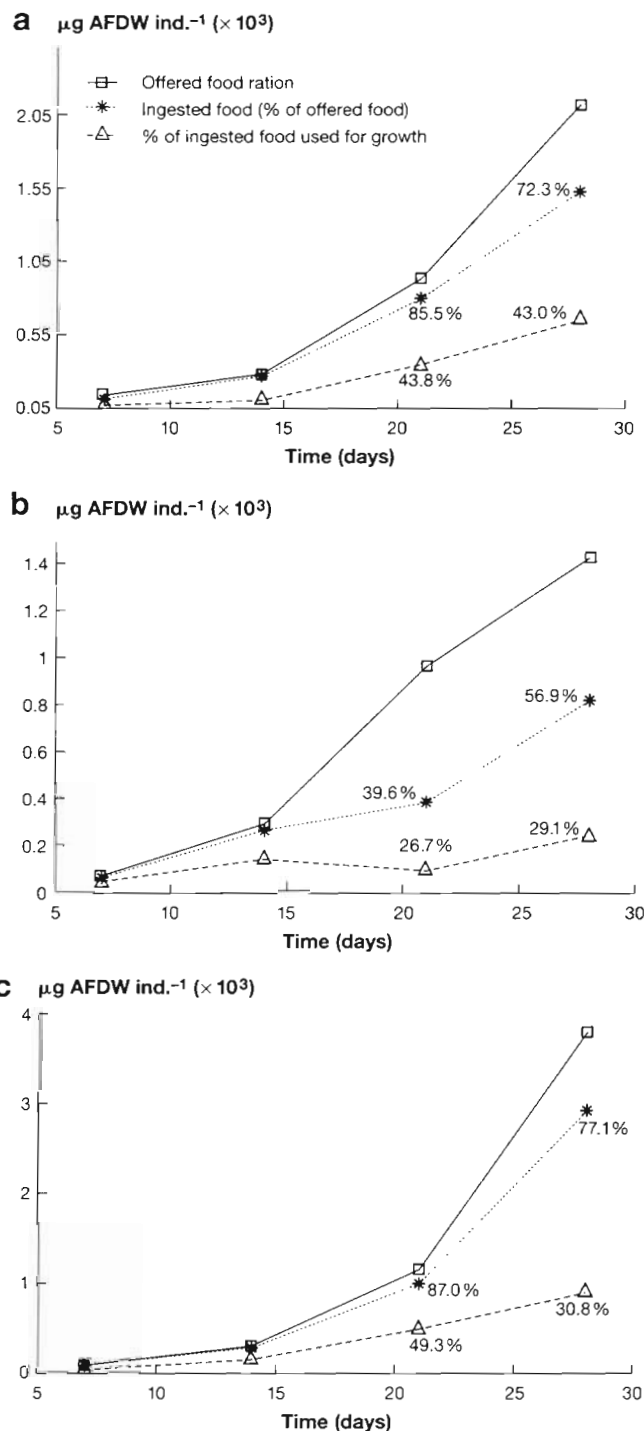 a μg AFDW ind.⁻¹ (× 10³)
Offered food ration
Ingested food (% of offered food)
% of ingested food used for growth
2.05
1.55
1.05
0.55
0.05
72.3 %
85.5 %
43.0 %
43.8 %
5 10 15 20 25 30
Time (days)
b μg AFDW ind.⁻¹ (× 10³)
1.4
1
0.8
0.6
0.4
0.2
0
56.9 %
39.6 %
26.7 %
29.1 %
5 10 15 20 25 30
Time (days)
c μg AFDW ind.⁻¹ (× 10³)
4
3
2
1
0
77.1 %
87.0 %
30.8 %
49.3 %
5 10 15 20 25 30
Time (days)